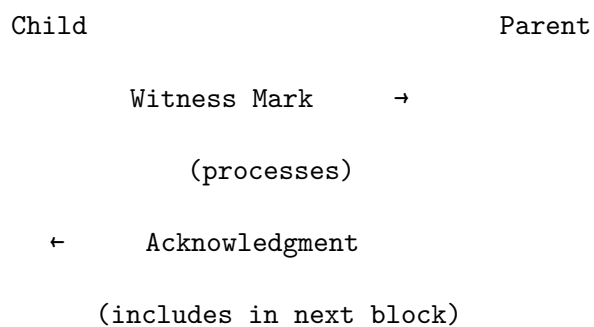 Child Parent
Witness Mark →
(processes)
← Acknowledgment
(includes in next block)